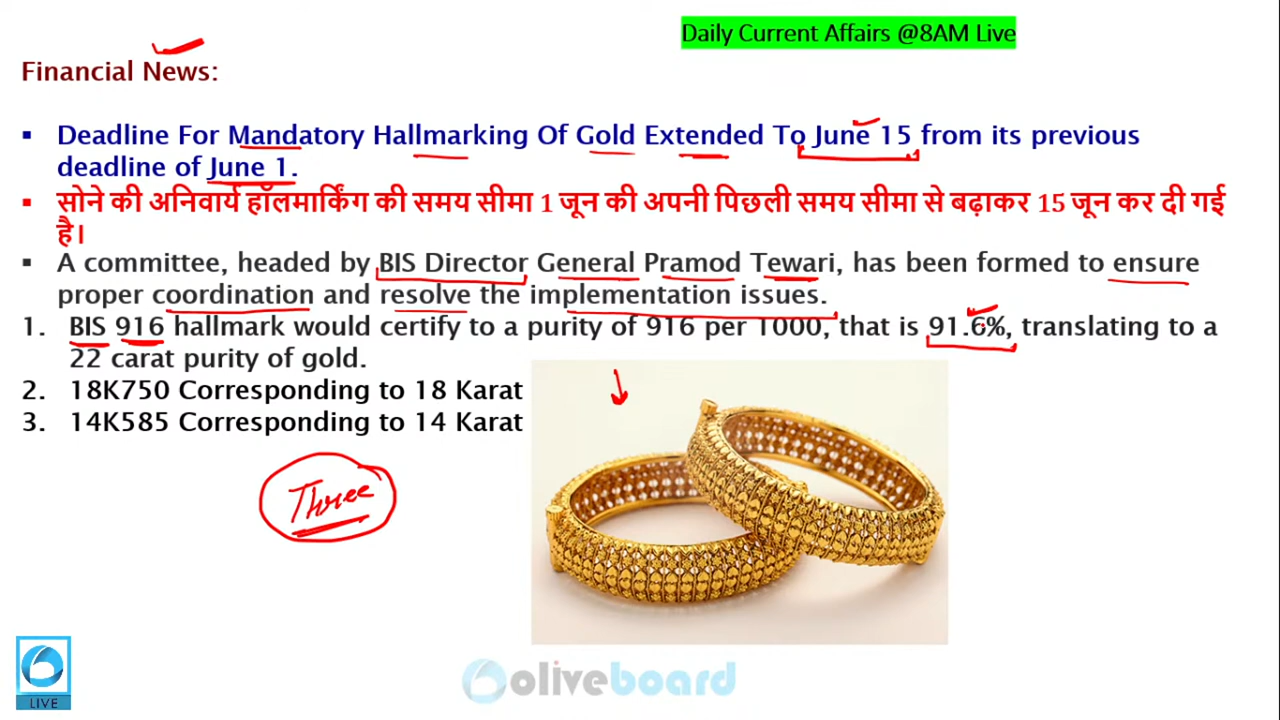 Daily Current Affairs @8AM Live
Financial News:
▪ Deadline For Mandatory Hallmarking Of Gold Extended To June 15 from its previous
deadline of June 1.
▪ सोने की अनिवार्य हॉलमार्किंग की समय सीमा 1 जून की अपनी पिछली समय सीमा से बढ़ाकर 15 जून कर दी गई
है।
▪ A committee, headed by BIS Director General Pramod Tewari, has been formed to ensure
proper coordination and resolve the implementation issues.
1. BIS 916 hallmark would certify to a purity of 916 per 1000, that is 91.6%, translating to a
22 carat purity of gold.
2. 18K750 Corresponding to 18 Karat
3. 14K585 Corresponding to 14 Karat
Three
LIVE
oliveboard